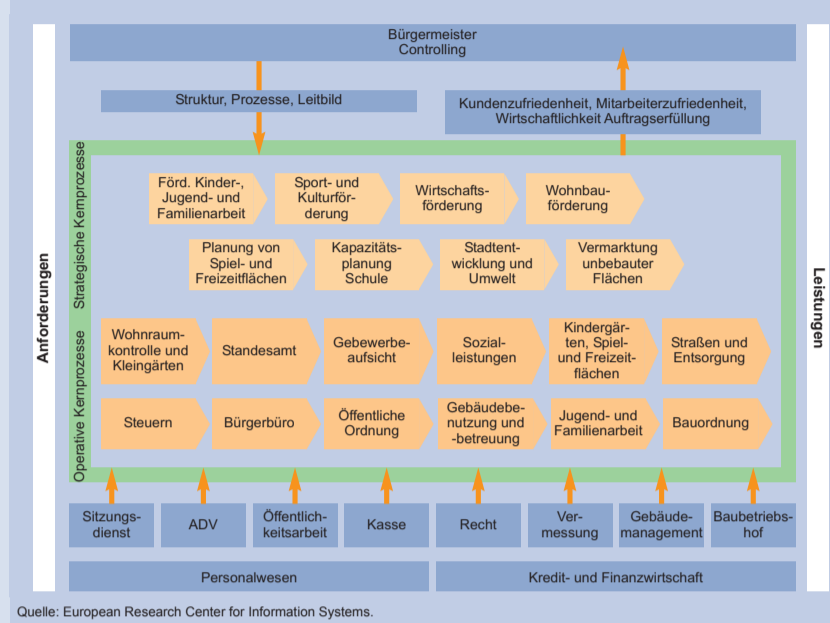 Bürgermeister
Controlling
Struktur, Prozesse, Leitbild
Kundenzufriedenheit, Mitarbeiterzufriedenheit,
Wirtschaftlichkeit Auftragserfüllung
Anforderungen
Leistungen
Strategische Kernprozesse
Förd. Kinder-,
Jugend- und
Familienarbeit
Sport- und
Kulturför-
derung
Wirtschafts-
förderung
Wohnbau-
förderung
Planung von
Spiel- und
Freizeitflächen
Kapazitäts-
planung
Schule
Stadtent-
wicklung und
Umwelt
Vermarktung
unbebauter
Flächen
Operative Kernprozesse
Wohnraum-
kontrolle und
Kleingärten
Standesamt
Gebewerbe-
aufsicht
Sozial-
leistungen
Kindergär-
ten, Spiel-
und Freizeit-
flächen
Straßen und
Entsorgung
Steuern
Bürgerbüro
Öffentliche
Ordnung
Gebäudebe-
nutzung und
-betreuung
Jugend- und
Familienarbeit
Bauordnung
Sitzungs-
dienst
ADV
Öffentlich-
keitsarbeit
Kasse
Recht
Ver-
messung
Gebäude-
management
Baubetriebs-
hof
Personalwesen
Kredit- und Finanzwirtschaft
Quelle: European Research Center for Information Systems.